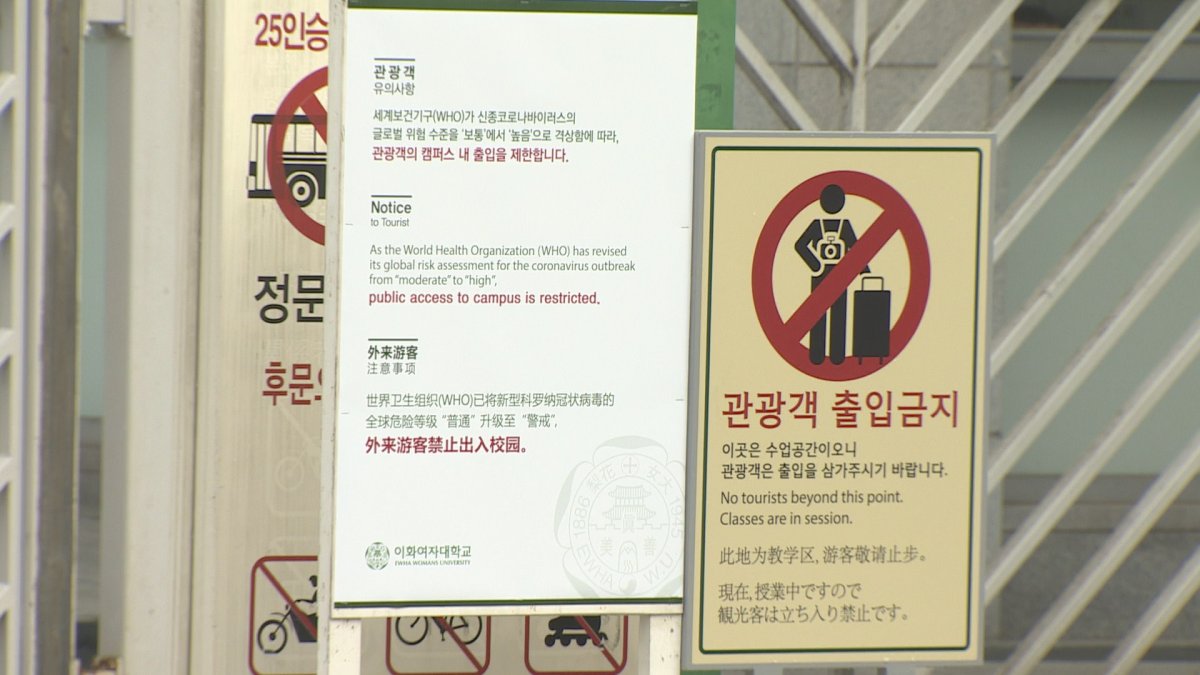 25인승
정문
후문
관광객
유의사항
세계보건기구(WHO)가 신종코로나바이러스의
글로벌 위험 수준을 '보통'에서 '높음'으로 격상함에 따라,
관광객의 캠퍼스 내 출입을 제한합니다.
Notice
to Tourist
As the World Health Organization (WHO) has revised
its global risk assessment for the coronavirus outbreak
from "moderate" to "high",
public access to campus is restricted.
外来游客
注意事项
世界卫生组织(WHO)已将新型科罗纳冠状病毒的
全球危险等级 "普通" 升级至 "警戒",
外来游客禁止出入校园。
이화여자대학교
EWHA WOMANS UNIVERSITY
梨花女大
1886
1945
美善
EWHA W.U
관광객 출입금지
이곳은 수업공간이오니
관광객은 출입을 삼가주시기 바랍니다.
No tourists beyond this point.
Classes are in session.
此地为教学区, 游客敬请止步。
現在, 授業中ですので
観光客は立ち入り禁止です。